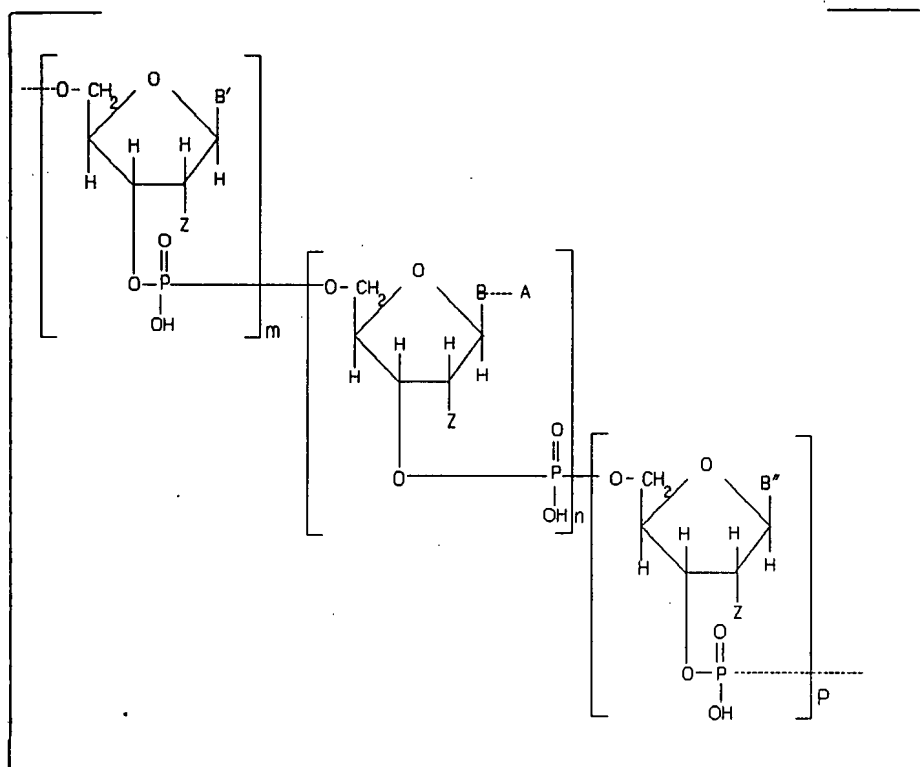 O-CH2 O B'
H H H H
Z
O
O-P
OH m
O-CH2 O B----A
H H H H
Z
O
O P
OH n
O-CH2 O B"
H H H H
Z
O
O-P
OH p